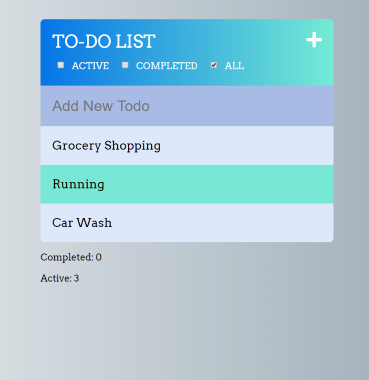 TO-DO LIST
ACTIVE COMPLETED ALL
Add New Todo
Grocery Shopping
Running
Car Wash
Completed: 0
Active: 3